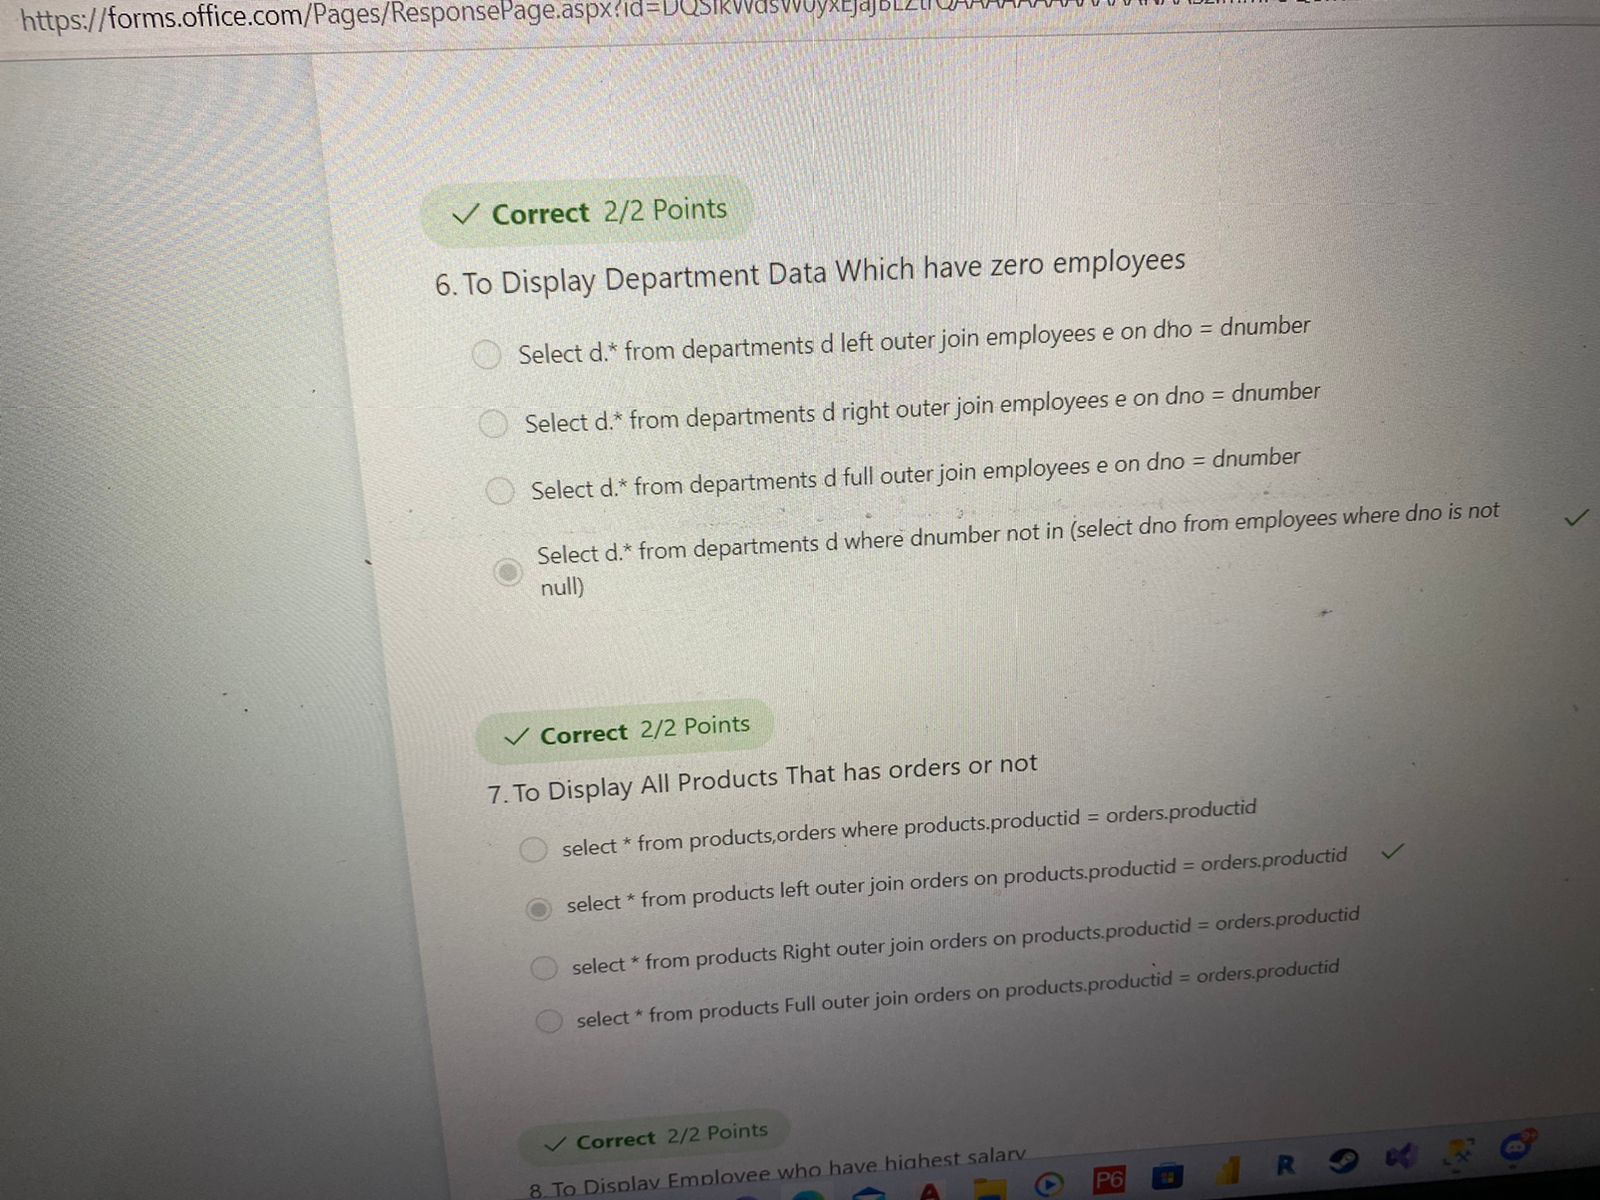 https://forms.office.com/Pages/ResponsePage.aspx?id=
✓ Correct 2/2 Points
6. To Display Department Data Which have zero employees
Select d.* from departments d left outer join employees e on dho = dnumber
Select d.* from departments d right outer join employees e on dno = dnumber
Select d.* from departments d full outer join employees e on dno = dnumber
Select d.* from departments d where dnumber not in (select dno from employees where dno is not
null)
✓ Correct 2/2 Points
7. To Display All Products That has orders or not
select * from products,orders where products.productid = orders.productid
select * from products left outer join orders on products.productid = orders.productid
select * from products Right outer join orders on products.productid = orders.productid
select * from products Full outer join orders on products.productid = orders.productid
✓ Correct 2/2 Points
8. To Display Employee who have highest salary
P6
R